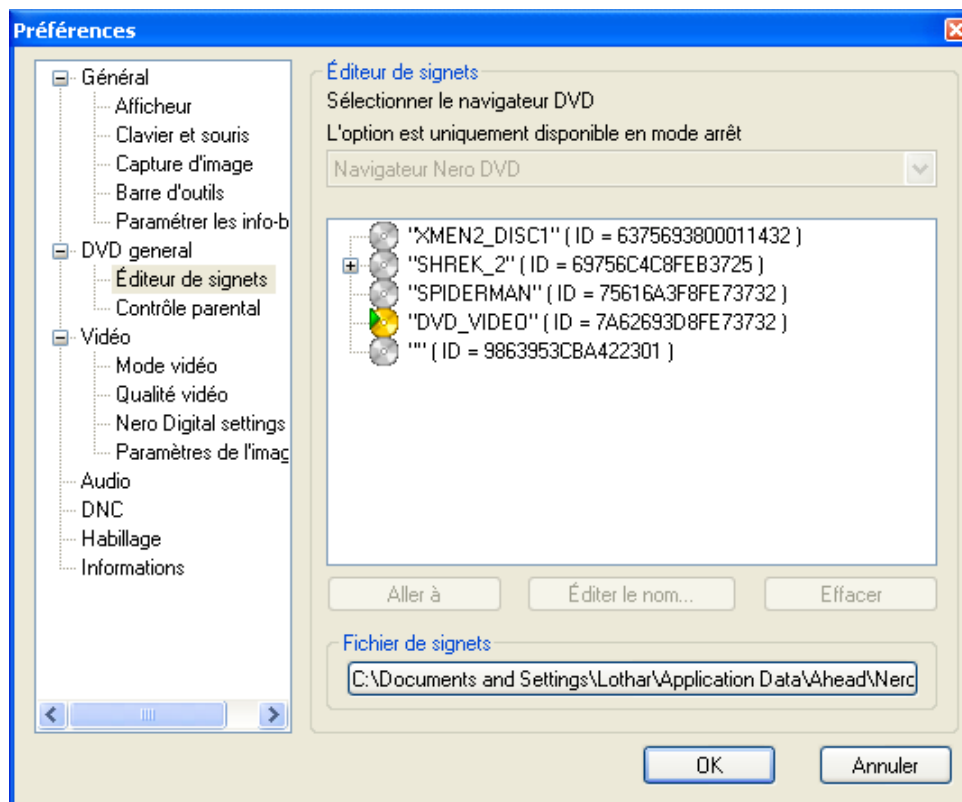 Préférences
Général
Afficheur
Clavier et souris
Capture d'image
Barre d'outils
Paramétrer les info-b
DVD general
Éditeur de signets
Contrôle parental
Vidéo
Mode vidéo
Qualité vidéo
Nero Digital settings
Paramètres de l'imag
Audio
DNC
Habillage
Informations
Éditeur de signets
Sélectionner le navigateur DVD
L'option est uniquement disponible en mode arrêt
Navigateur Nero DVD
"XMEN2_DISC1" ( ID = 6375693800011432 )
"SHREK_2" ( ID = 69756C4C8FEB3725 )
"SPIDERMAN" ( ID = 75616A3F8FE73732 )
"DVD_VIDEO" ( ID = 7A62693D8FE73732 )
"" ( ID = 9863953CBA422301 )
Aller à
Éditer le nom...
Effacer
Fichier de signets
C:\Documents and Settings\Lothar\Application Data\Ahead\Nero
OK
Annuler